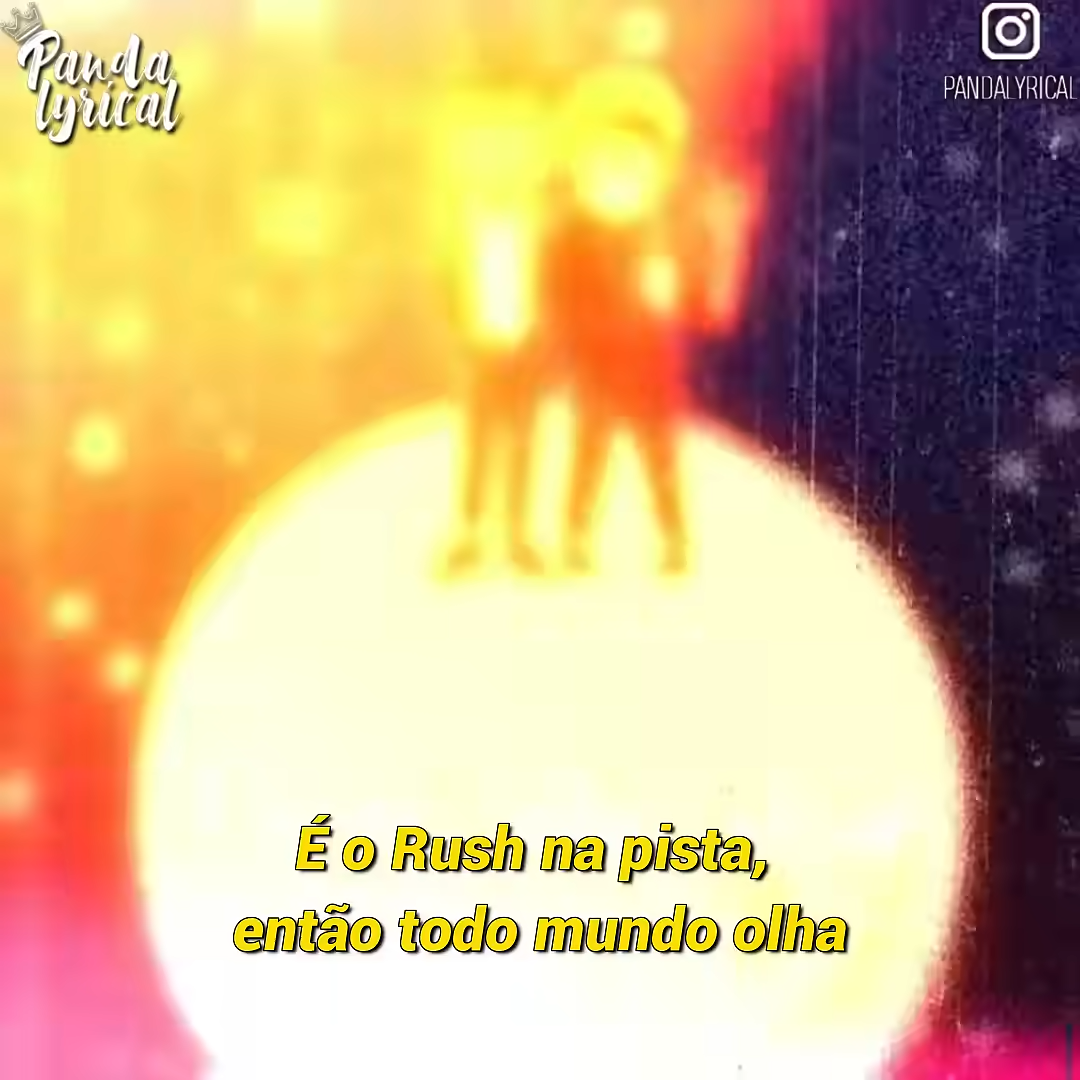 Panda
lyrical
PANDALYRICAL
É o Rush na pista,
então todo mundo olha